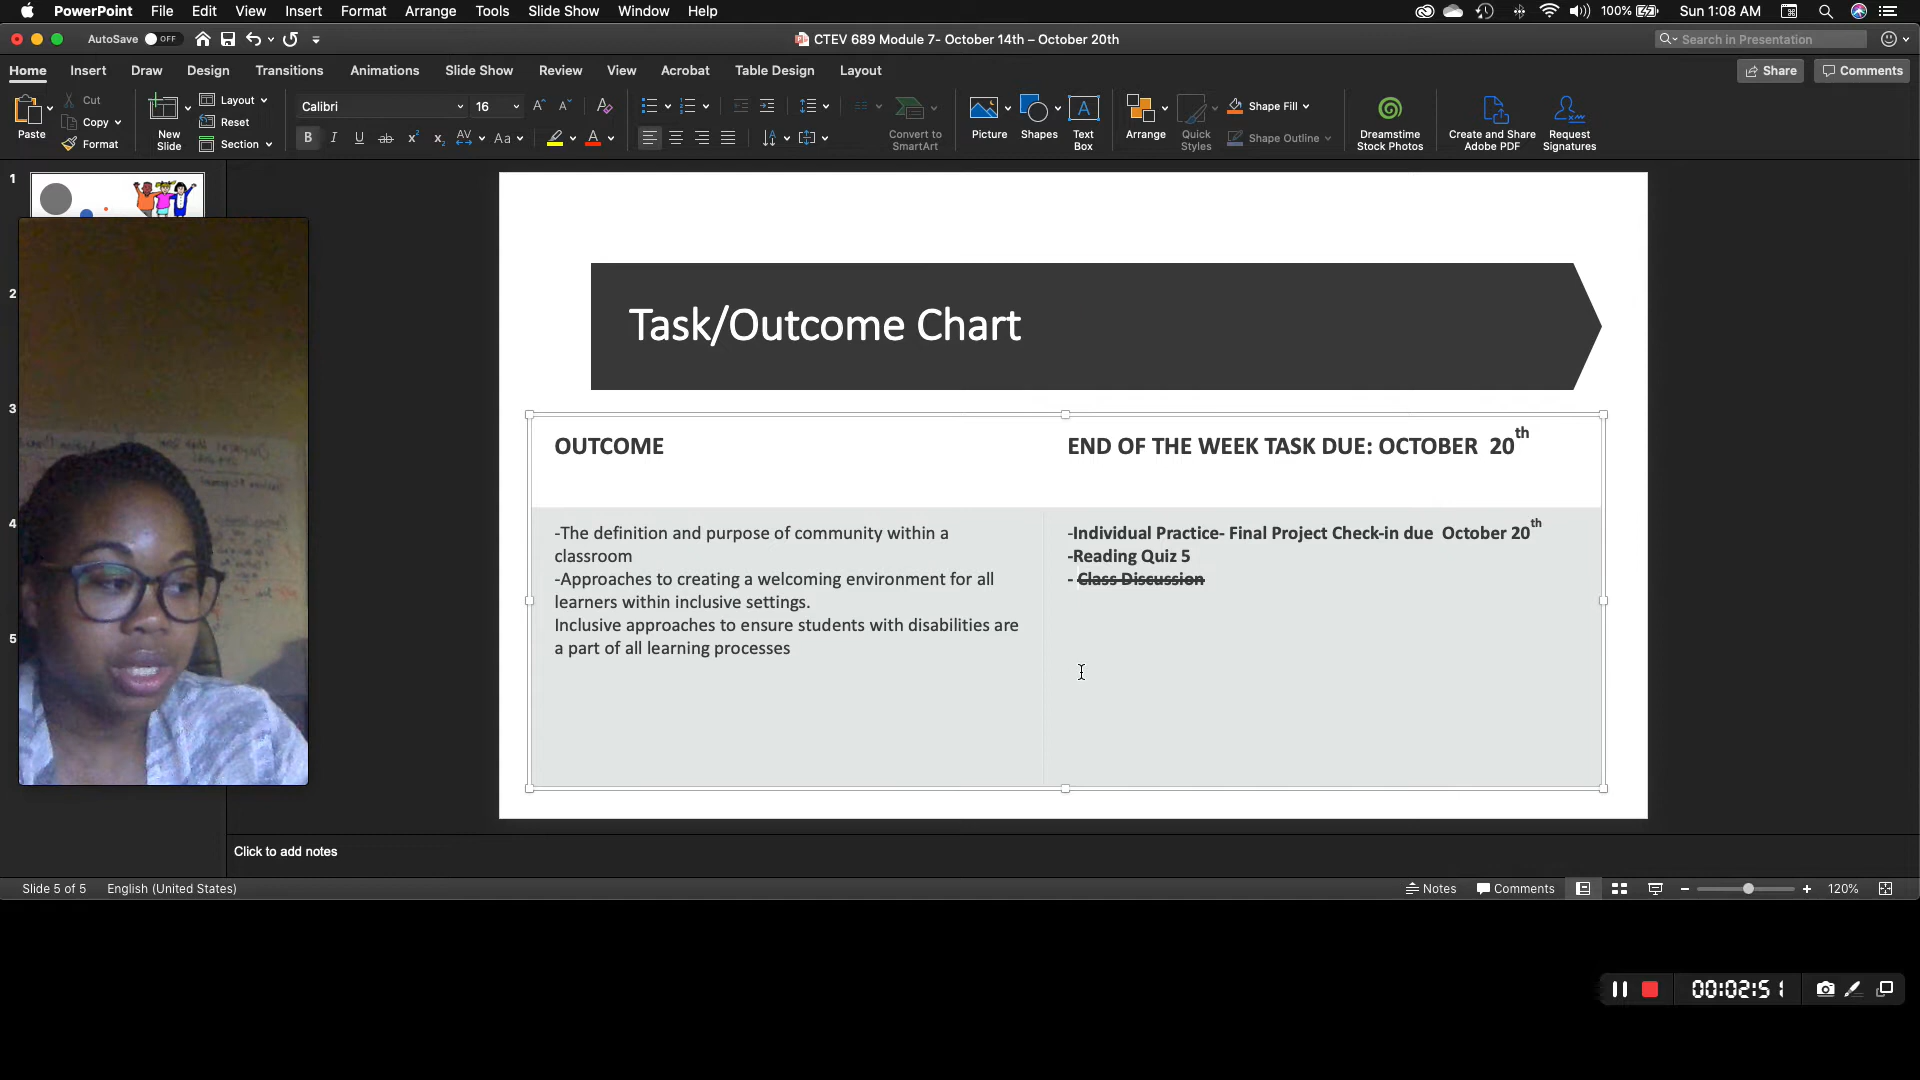 PowerPoint File Edit View Insert Format Arrange Tools Slide Show Window Help 100% Sun 1:08 AM
AutoSave OFF CTEV 689 Module 7- October 14th – October 20th Search in Presentation
Home Insert Draw Design Transitions Animations Slide Show Review View Acrobat Table Design Layout Share Comments
Paste Cut Copy Format
New Slide Layout Reset Section
Calibri 16
Convert to SmartArt
Picture Shapes Text Box Arrange Quick Styles Shape Fill Shape Outline
Dreamstime Stock Photos Create and Share Adobe PDF Request Signatures
1
2
3
4
5
Task/Outcome Chart
OUTCOME
END OF THE WEEK TASK DUE: OCTOBER 20th
-The definition and purpose of community within a
classroom
-Approaches to creating a welcoming environment for all
learners within inclusive settings.
Inclusive approaches to ensure students with disabilities are
a part of all learning processes
-Individual Practice- Final Project Check-in due October 20th
-Reading Quiz 5
- Class Discussion
Click to add notes
Slide 5 of 5 English (United States) Notes Comments 120%
00:02:51